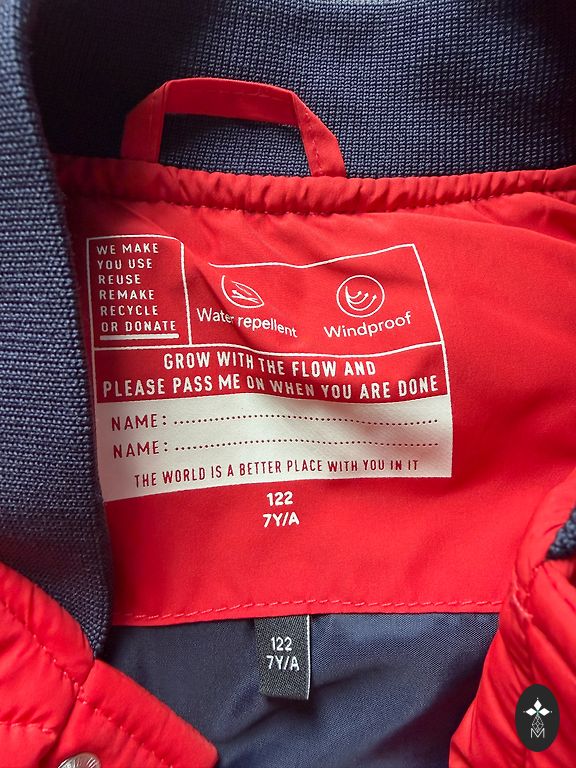 WE MAKE
YOU USE
REUSE
REMAKE
RECYCLE
OR DONATE
Water repellent
Windproof
GROW WITH THE FLOW AND
PLEASE PASS ME ON WHEN YOU ARE DONE
NAME:
NAME:
THE WORLD IS A BETTER PLACE WITH YOU IN IT
122
7Y/A
122
7Y/A
M